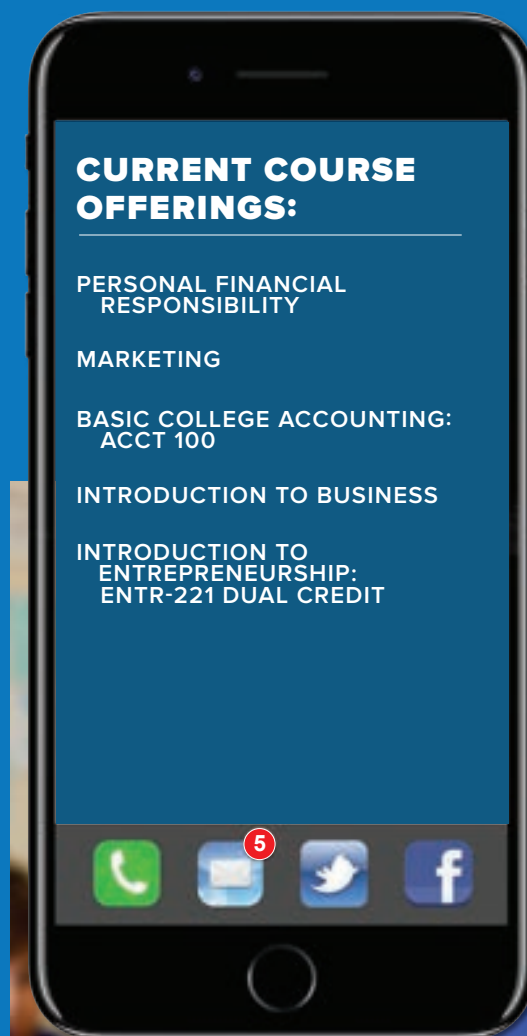 CURRENT COURSE
OFFERINGS:
PERSONAL FINANCIAL
RESPONSIBILITY
MARKETING
BASIC COLLEGE ACCOUNTING:
ACCT 100
INTRODUCTION TO BUSINESS
INTRODUCTION TO
ENTREPRENEURSHIP:
ENTR-221 DUAL CREDIT
5
f